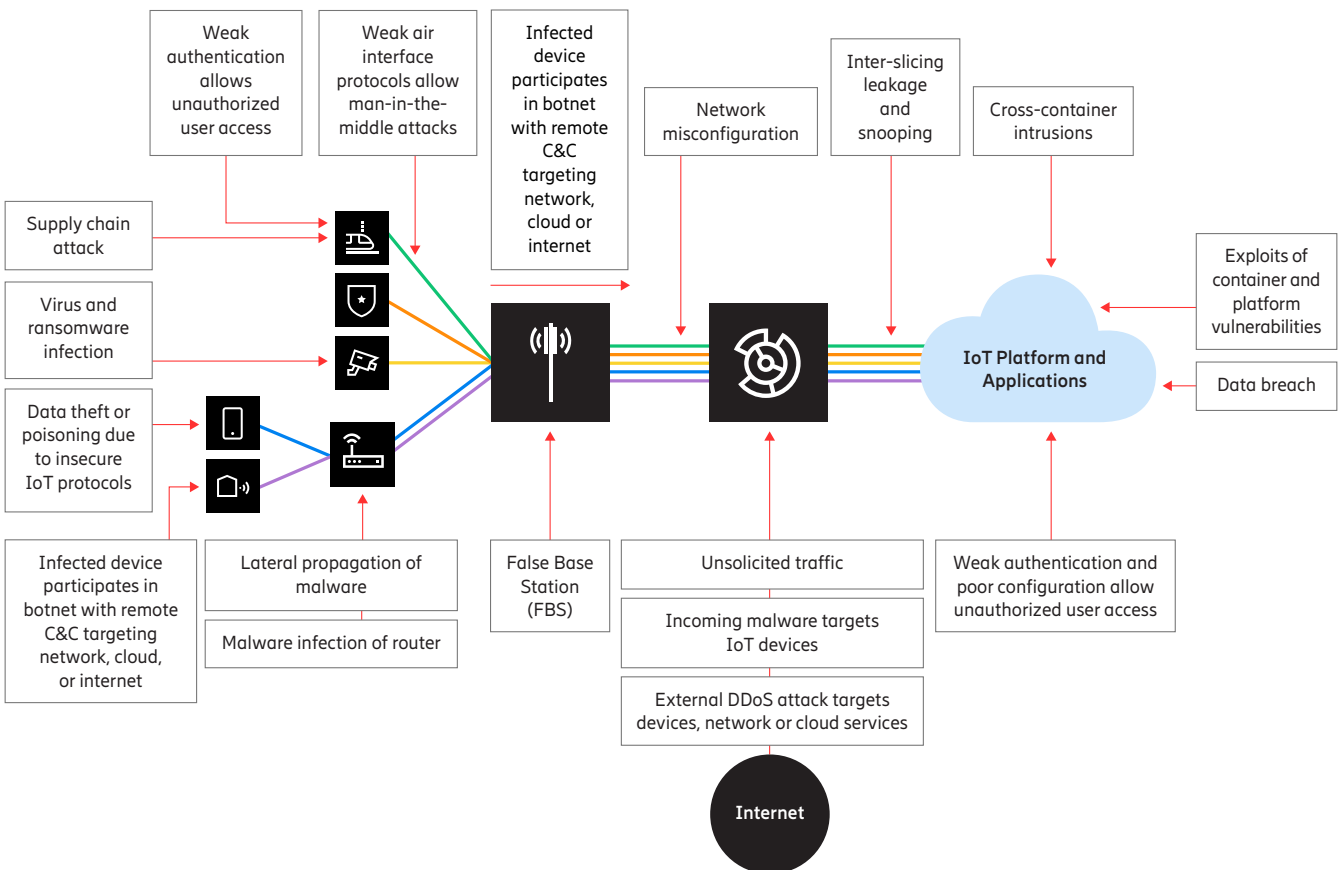 Weak
authentication
allows
unauthorized
user access
Weak air
interface
protocols allow
man-in-the-
middle attacks
Infected
device
participates
in botnet
with remote
C&C
targeting
network,
cloud or
internet
Network
misconfiguration
Inter-slicing
leakage
and
snooping
Cross-container
intrusions
Supply chain
attack
Virus and
ransomware
infection
Data theft or
poisoning due
to insecure
IoT protocols
Exploits of
container and
platform
vulnerabilities
IoT Platform and
Applications
Data breach
Infected device
participates in
botnet with remote
C&C targeting
network, cloud,
or internet
Lateral propagation of
malware
Malware infection of router
False Base
Station
(FBS)
Unsolicited traffic
Incoming malware targets
IoT devices
External DDoS attack targets
devices, network or cloud services
Weak authentication and
poor configuration allow
unauthorized user access
Internet